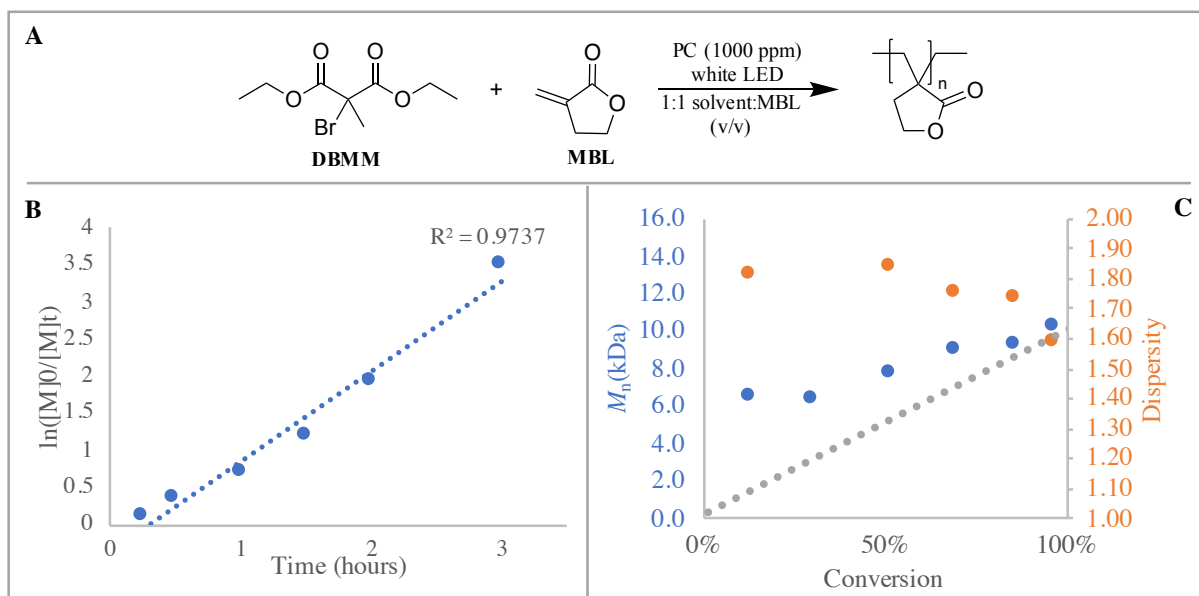 A
O
O
O
O
Br
DBMM
+
O
O
MBL
PC (1000 ppm)
white LED
1:1 solvent:MBL
(v/v)
n
O
O
B
4
3.5
3
2.5
2
1.5
1
0.5
0
R² = 0.9737
ln([M]0/[M]t)
0
1
2
3
Time (hours)
C
16.0
14.0
12.0
10.0
8.0
6.0
4.0
2.0
0.0
Mn(kDa)
2.00
1.90
1.80
1.70
1.60
1.50
1.40
1.30
1.20
1.10
1.00
Dispersity
0%
50%
100%
Conversion